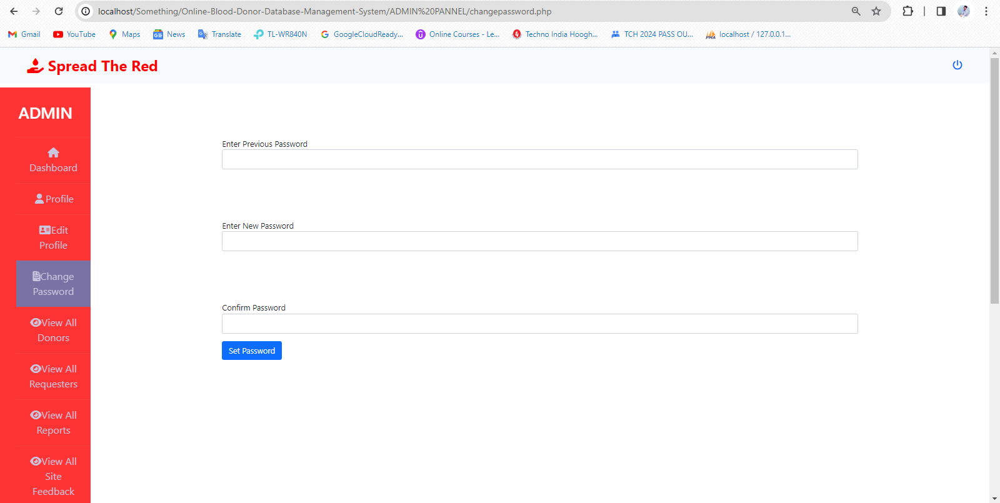 localhost/Something/Online-Blood-Donor-Database-Management-System/ADMIN%20PANNEL/changepassword.php
Gmail YouTube Maps News Translate TL-WR840N GoogleCloudReady... Online Courses - Le... Techno India Hoogh... TCH 2024 PASS OU... PMA localhost / 127.0.0.1...
Spread The Red
ADMIN
Dashboard
Profile
Edit
Profile
Change
Password
View All
Donors
View All
Requesters
View All
Reports
View All
Site
Feedback
Enter Previous Password
Enter New Password
Confirm Password
Set Password